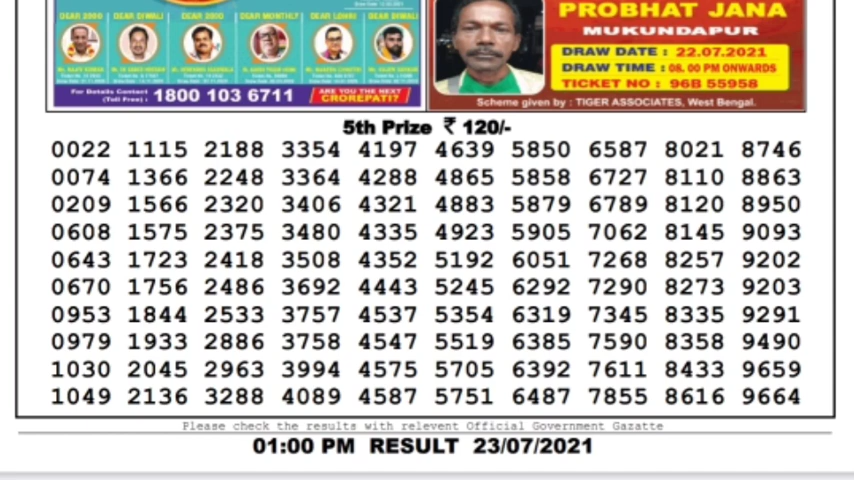 DEAR 2000 DEAR DIWALI DEAR 2000 DEAR MONTHLY DEAR LOHRI DEAR DIWALI
PROBHAT JANA
MUKUNDAPUR
DRAW DATE : 22.07.2021
DRAW TIME : 08. 00 PM ONWARDS
TICKET NO : 96B 55958
For Details Contact
(Toll Free) : 1800 103 6711
ARE YOU THE NEXT
CROREPATI?
Scheme given by : TIGER ASSOCIATES, West Bengal.
5th Prize ₹ 120/-
0022 1115 2188 3354 4197 4639 5850 6587 8021 8746
0074 1366 2248 3364 4288 4865 5858 6727 8110 8863
0209 1566 2320 3406 4321 4883 5879 6789 8120 8950
0608 1575 2375 3480 4335 4923 5905 7062 8145 9093
0643 1723 2418 3508 4352 5192 6051 7268 8257 9202
0670 1756 2486 3692 4443 5245 6292 7290 8273 9203
0953 1844 2533 3757 4537 5354 6319 7345 8335 9291
0979 1933 2886 3758 4547 5519 6385 7590 8358 9490
1030 2045 2963 3994 4575 5705 6392 7611 8433 9659
1049 2136 3288 4089 4587 5751 6487 7855 8616 9664
Please check the results with relevent Official Government Gazatte
01:00 PM RESULT 23/07/2021